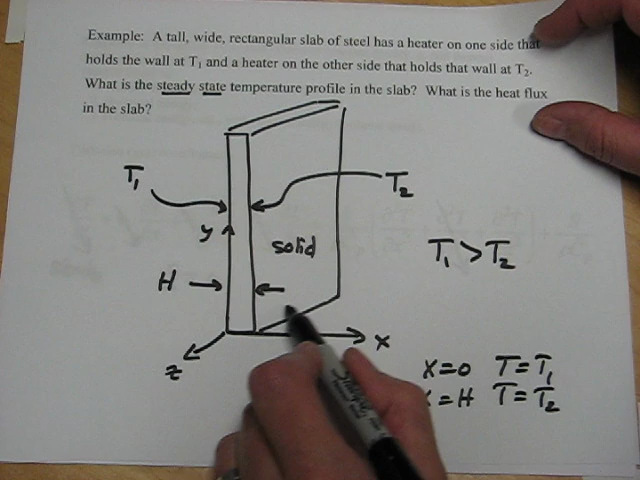 Example: A tall, wide, rectangular slab of steel has a heater on one side that
holds the wall at T₁ and a heater on the other side that holds that wall at T₂.
What is the steady state temperature profile in the slab? What is the heat flux
in the slab?
T₁
T₂
y
solid
H
T₁ > T₂
x
z
x=0 T=T₁
x=H T=T₂
Sharpie